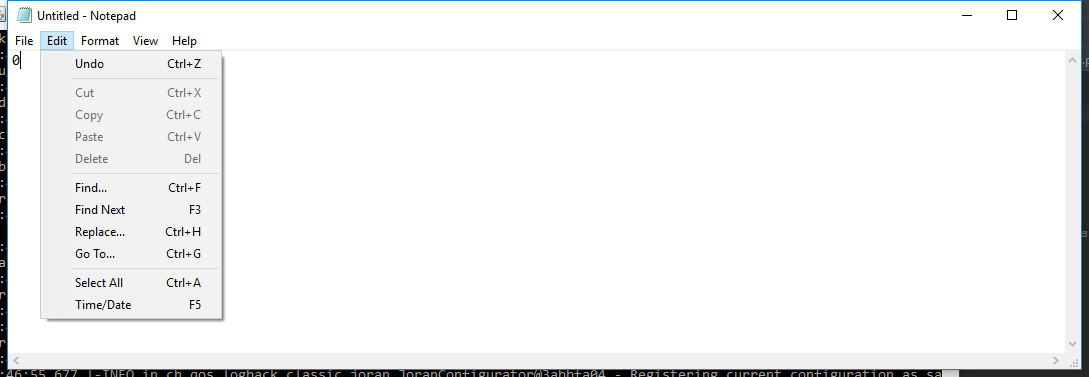 Untitled - Notepad
File Edit Format View Help
0
Undo Ctrl+Z
Cut Ctrl+X
Copy Ctrl+C
Paste Ctrl+V
Delete Del
Find... Ctrl+F
Find Next F3
Replace... Ctrl+H
Go To... Ctrl+G
Select All Ctrl+A
Time/Date F5
:46:55,677 |-INFO in ch.qos.logback.classic.joran.JoranConfigurator@3abbfa04 - Registering current configuration as sa